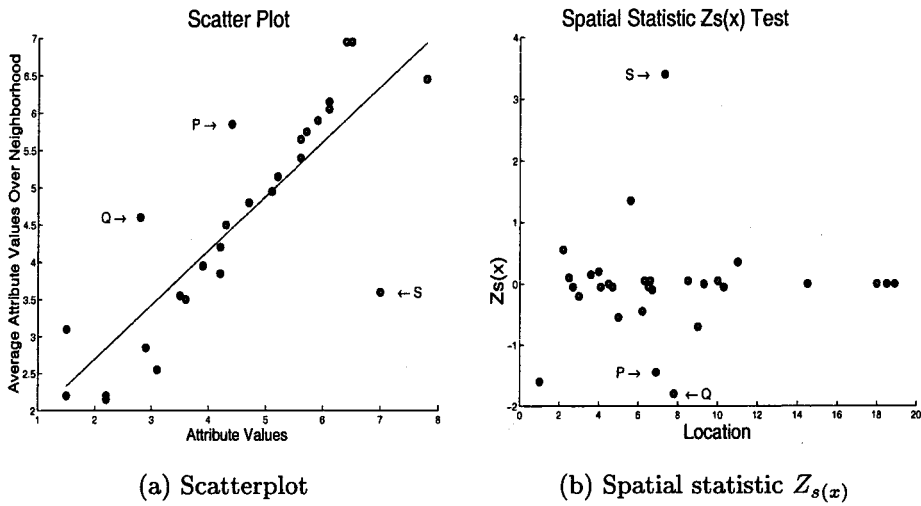 Scatter Plot
Average Attribute Values Over Neighborhood
7
6.5
6
5.5
5
4.5
4
3.5
3
2.5
2
P→
Q→
←S
1 2 3 4 5 6 7 8
Attribute Values
(a) Scatterplot
Spatial Statistic Zs(x) Test
Zs(x)
4
3
2
1
0
−1
−2
S→
P→
←Q
0 2 4 6 8 10 12 14 16 18 20
Location
(b) Spatial statistic Z_{s(x)}